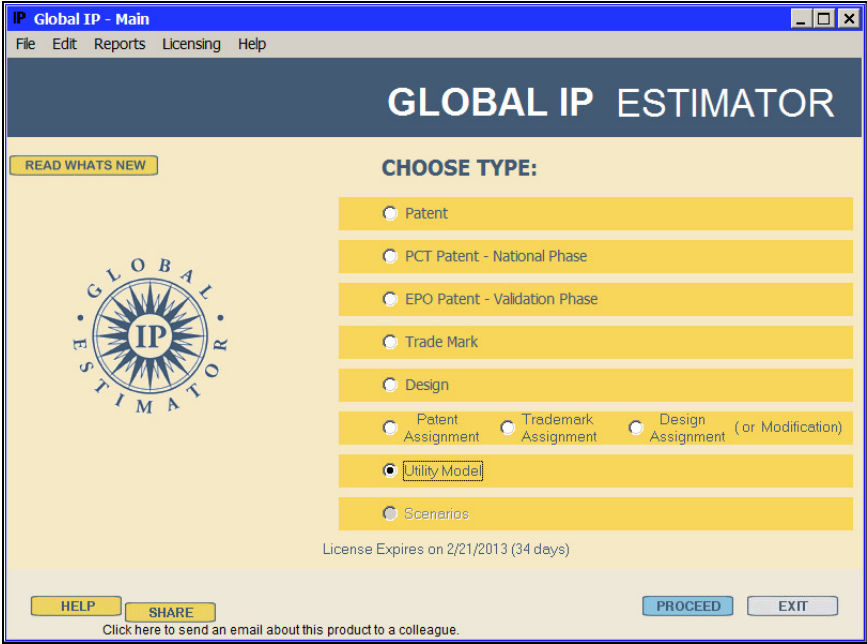 IP Global IP - Main
File Edit Reports Licensing Help
GLOBAL IP ESTIMATOR
READ WHATS NEW
CHOOSE TYPE:
Patent
PCT Patent - National Phase
EPO Patent - Validation Phase
Trade Mark
Design
Patent Assignment Trademark Assignment Design Assignment ( or Modification)
Utility Model
Scenarios
GLOBAL IP ESTIMATOR
License Expires on 2/21/2013 (34 days)
HELP SHARE PROCEED EXIT
Click here to send an email about this product to a colleague.